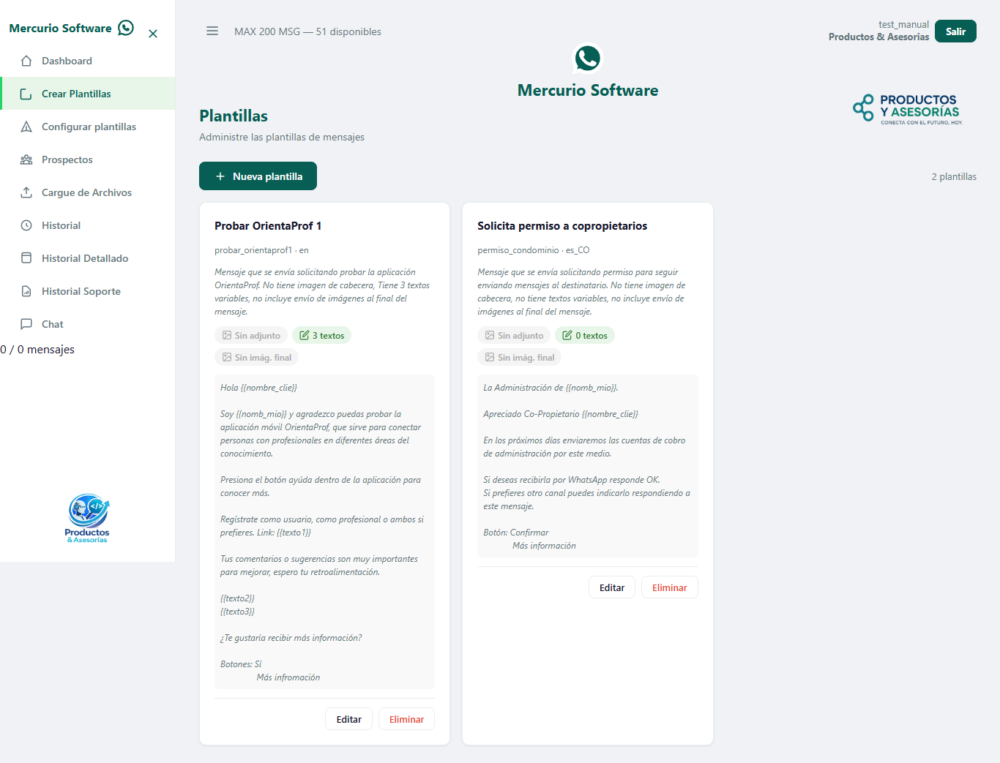 Mercurio Software
Dashboard
Crear Plantillas
Configurar plantillas
Prospectos
Cargue de Archivos
Historial
Historial Detallado
Historial Soporte
Chat
0 / 0 mensajes
Productos
& Asesorías
MAX 200 MSG — 51 disponibles
test_manual
Productos & Asesorias
Salir
Mercurio Software
PRODUCTOS
Y ASESORÍAS
CONECTA CON EL FUTURO, HOY.
Plantillas
Administre las plantillas de mensajes
+ Nueva plantilla
2 plantillas
Probar OrientaProf 1
probar_orientaprof1 · en
Mensaje que se envía solicitando probar la aplicación
OrientaProf. No tiene imagen de cabecera, Tiene 3 textos
variables, no incluye envío de imágenes al final del
mensaje.
Sin adjunto
3 textos
Sin imág. final
Hola {{nombre_clie}}
Soy {{nomb_mio}} y agradezco puedas probar la
aplicación móvil OrientaProf, que sirve para conectar
personas con profesionales en diferentes áreas del
conocimiento.
Presiona el botón ayúda dentro de la aplicación para
conocer más.
Regístrate como usuario, como profesional o ambos si
prefieres. Link: {{texto1}}
Tus comentarios o sugerencias son muy importantes
para mejorar, espero tu retroalimentación.
{{texto2}}
{{texto3}}
¿Te gustaría recibir más información?
Botones: Sí
Más infromación
Editar
Eliminar
Solicita permiso a copropietarios
permiso_condominio · es_CO
Mensaje que se envía solicitando permiso para seguir
enviando mensajes al destinatario. No tiene imagen de
cabecera, no tiene textos variables, no incluye envío de
imágenes al final del mensaje.
Sin adjunto
0 textos
Sin imág. final
La Administración de {{nomb_mio}}.
Apreciado Co-Propietario {{nombre_clie}}
En los próximos días enviaremos las cuentas de cobro
de administración por este medio.
Si deseas recibirla por WhatsApp responde OK.
Si prefieres otro canal puedes indicarlo respondiendo a
este mensaje.
Botón: Confirmar
Más información
Editar
Eliminar